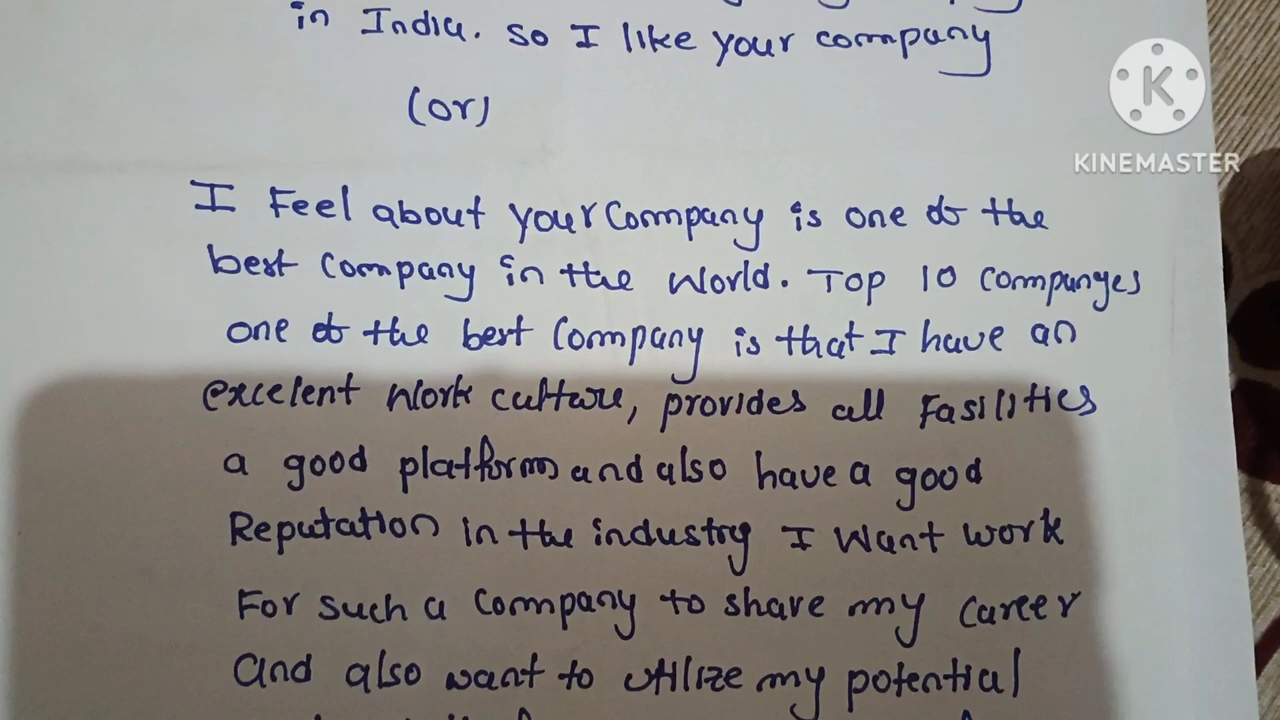 in India. so I like your company
(or)
I Feel about your Company is one of the
best Company in the World. Top 10 companyes
one of the best Company is that I have an
excelent work culture, provides all Fasilities
a good platform and also have a good
Reputation in the industry I want work
For such a Company to share my career
and also want to utilize my potential
K
KINEMASTER